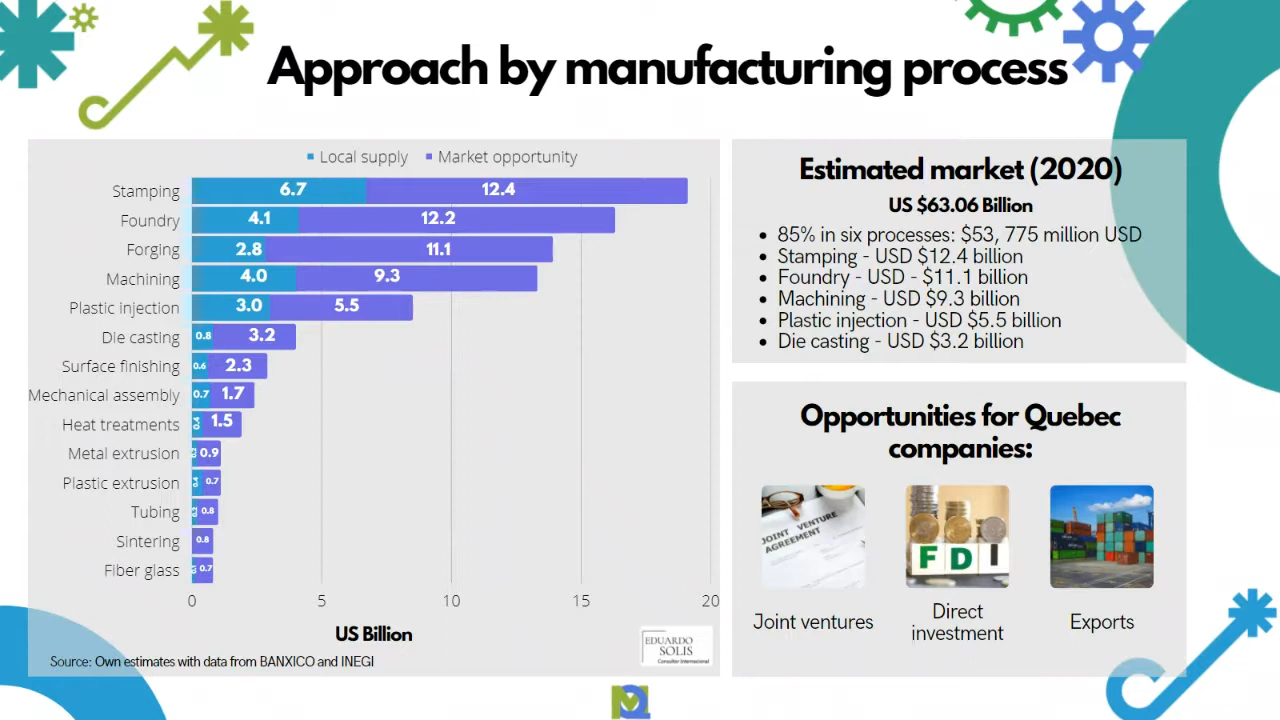 Approach by manufacturing process
Local supply
Market opportunity
Stamping 6.7 12.4
Foundry 4.1 12.2
Forging 2.8 11.1
Machining 4.0 9.3
Plastic injection 3.0 5.5
Die casting 0.8 3.2
Surface finishing 0.6 2.3
Mechanical assembly 0.7 1.7
Heat treatments 1.5
Metal extrusion 0.9
Plastic extrusion 0.7
Tubing 0.8
Sintering 0.8
Fiber glass 0.7
0 5 10 15 20
US Billion
Source: Own estimates with data from BANXICO and INEGI
EDUARDO
SOLIS
Consultor Internacional
Estimated market (2020)
US $63.06 Billion
• 85% in six processes: $53, 775 million USD
• Stamping - USD $12.4 billion
• Foundry - USD - $11.1 billion
• Machining - USD $9.3 billion
• Plastic injection - USD $5.5 billion
• Die casting - USD $3.2 billion
Opportunities for Quebec
companies:
JOINT VENTURE
AGREEMENT
FDI
Joint ventures
Direct
investment
Exports